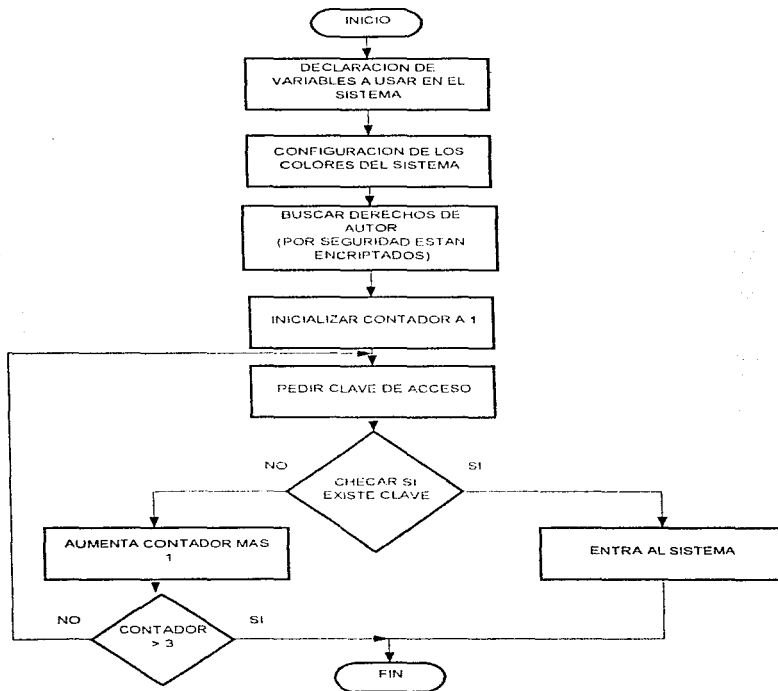 INICIO
DECLARACION DE
VARIABLES A USAR EN EL
SISTEMA
CONFIGURACION DE LOS
COLORES DEL SISTEMA
BUSCAR DERECHOS DE
AUTOR
(POR SEGURIDAD ESTAN
ENCRIPTADOS)
INICIALIZAR CONTADOR A 1
PEDIR CLAVE DE ACCESO
NO
SI
CHECAR SI
EXISTE CLAVE
AUMENTA CONTADOR MAS
1
ENTRA AL SISTEMA
NO
CONTADOR
> 3
SI
FIN